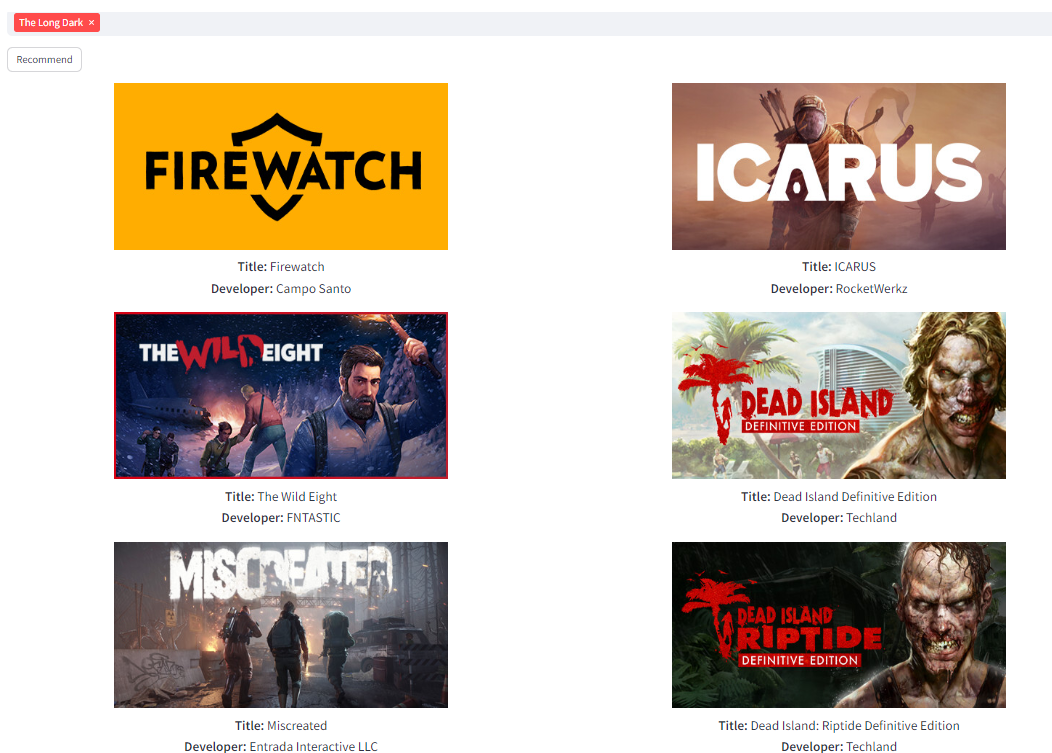 The Long Dark ×
Recommend
FIREWATCH
ICARUS
Title: Firewatch
Title: ICARUS
Developer: Campo Santo
Developer: RocketWerkz
THE WILD EIGHT
DEAD ISLAND
DEFINITIVE EDITION
Title: The Wild Eight
Title: Dead Island Definitive Edition
Developer: FNTASTIC
Developer: Techland
MISCREATED
DEAD ISLAND
RIPTIDE
DEFINITIVE EDITION
Title: Miscreated
Title: Dead Island: Riptide Definitive Edition
Developer: Entrada Interactive LLC
Developer: Techland